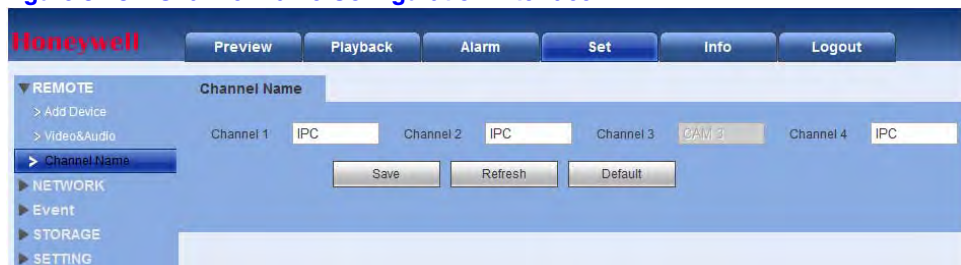 Honeywell
Preview Playback Alarm Set Info Logout
REMOTE
> Add Device
> Video&Audio
> Channel Name
NETWORK
Event
STORAGE
SETTING
Channel Name
Channel 1 IPC Channel 2 IPC Channel 3 CAM 3 Channel 4 IPC
Save Refresh Default